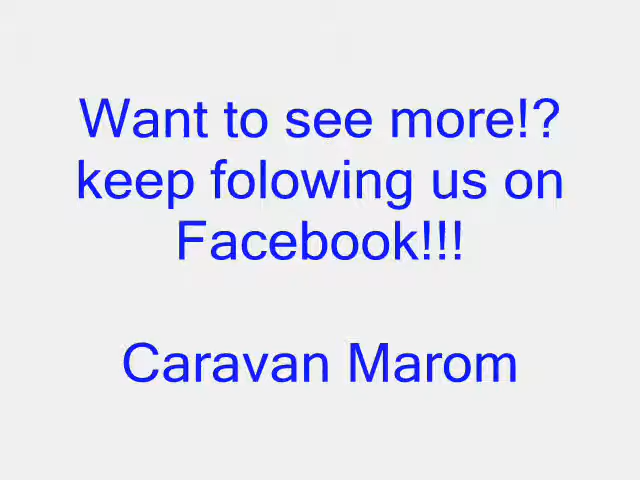 Want to see more!?
keep folowing us on
Facebook!!!
Caravan Marom